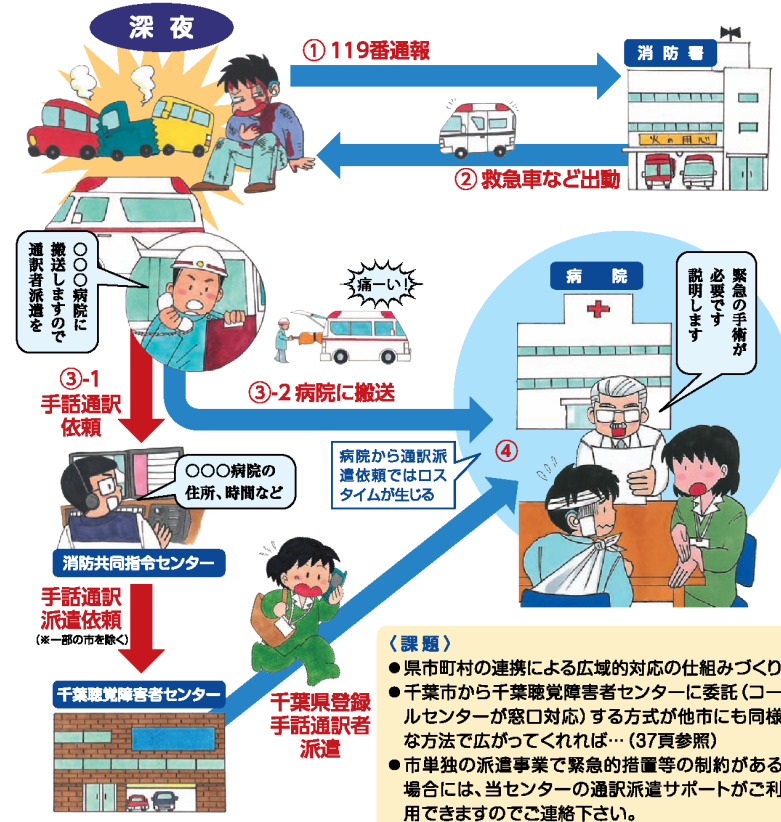 深夜
① 119番通報
消防署
火の用心
② 救急車など出動
〇〇〇病院に
搬送しますので
通訳者派遣を
痛ーい!
病院
緊急の手術が
必要です
説明します
③-1
手話通訳
依頼
③-2 病院に搬送
〇〇〇病院の
住所、時間など
病院から通訳派
遣依頼ではロス
タイムが生じる
④
消防共同指令センター
手話通訳
派遣依頼
(※一部の市を除く)
千葉聴覚障害者センター
千葉県登録
手話通訳者
派遣
〈課題〉
●県市町村の連携による広域的対応の仕組みづくり
●千葉市から千葉聴覚障害者センターに委託(コー
ルセンターが窓口対応)する方式が他市にも同様
な方法で広がってくれれば…(37頁参照)
●市単独の派遣事業で緊急的措置等の制約がある
場合には、当センターの通訳派遣サポートがご利
用できますのでご連絡下さい。